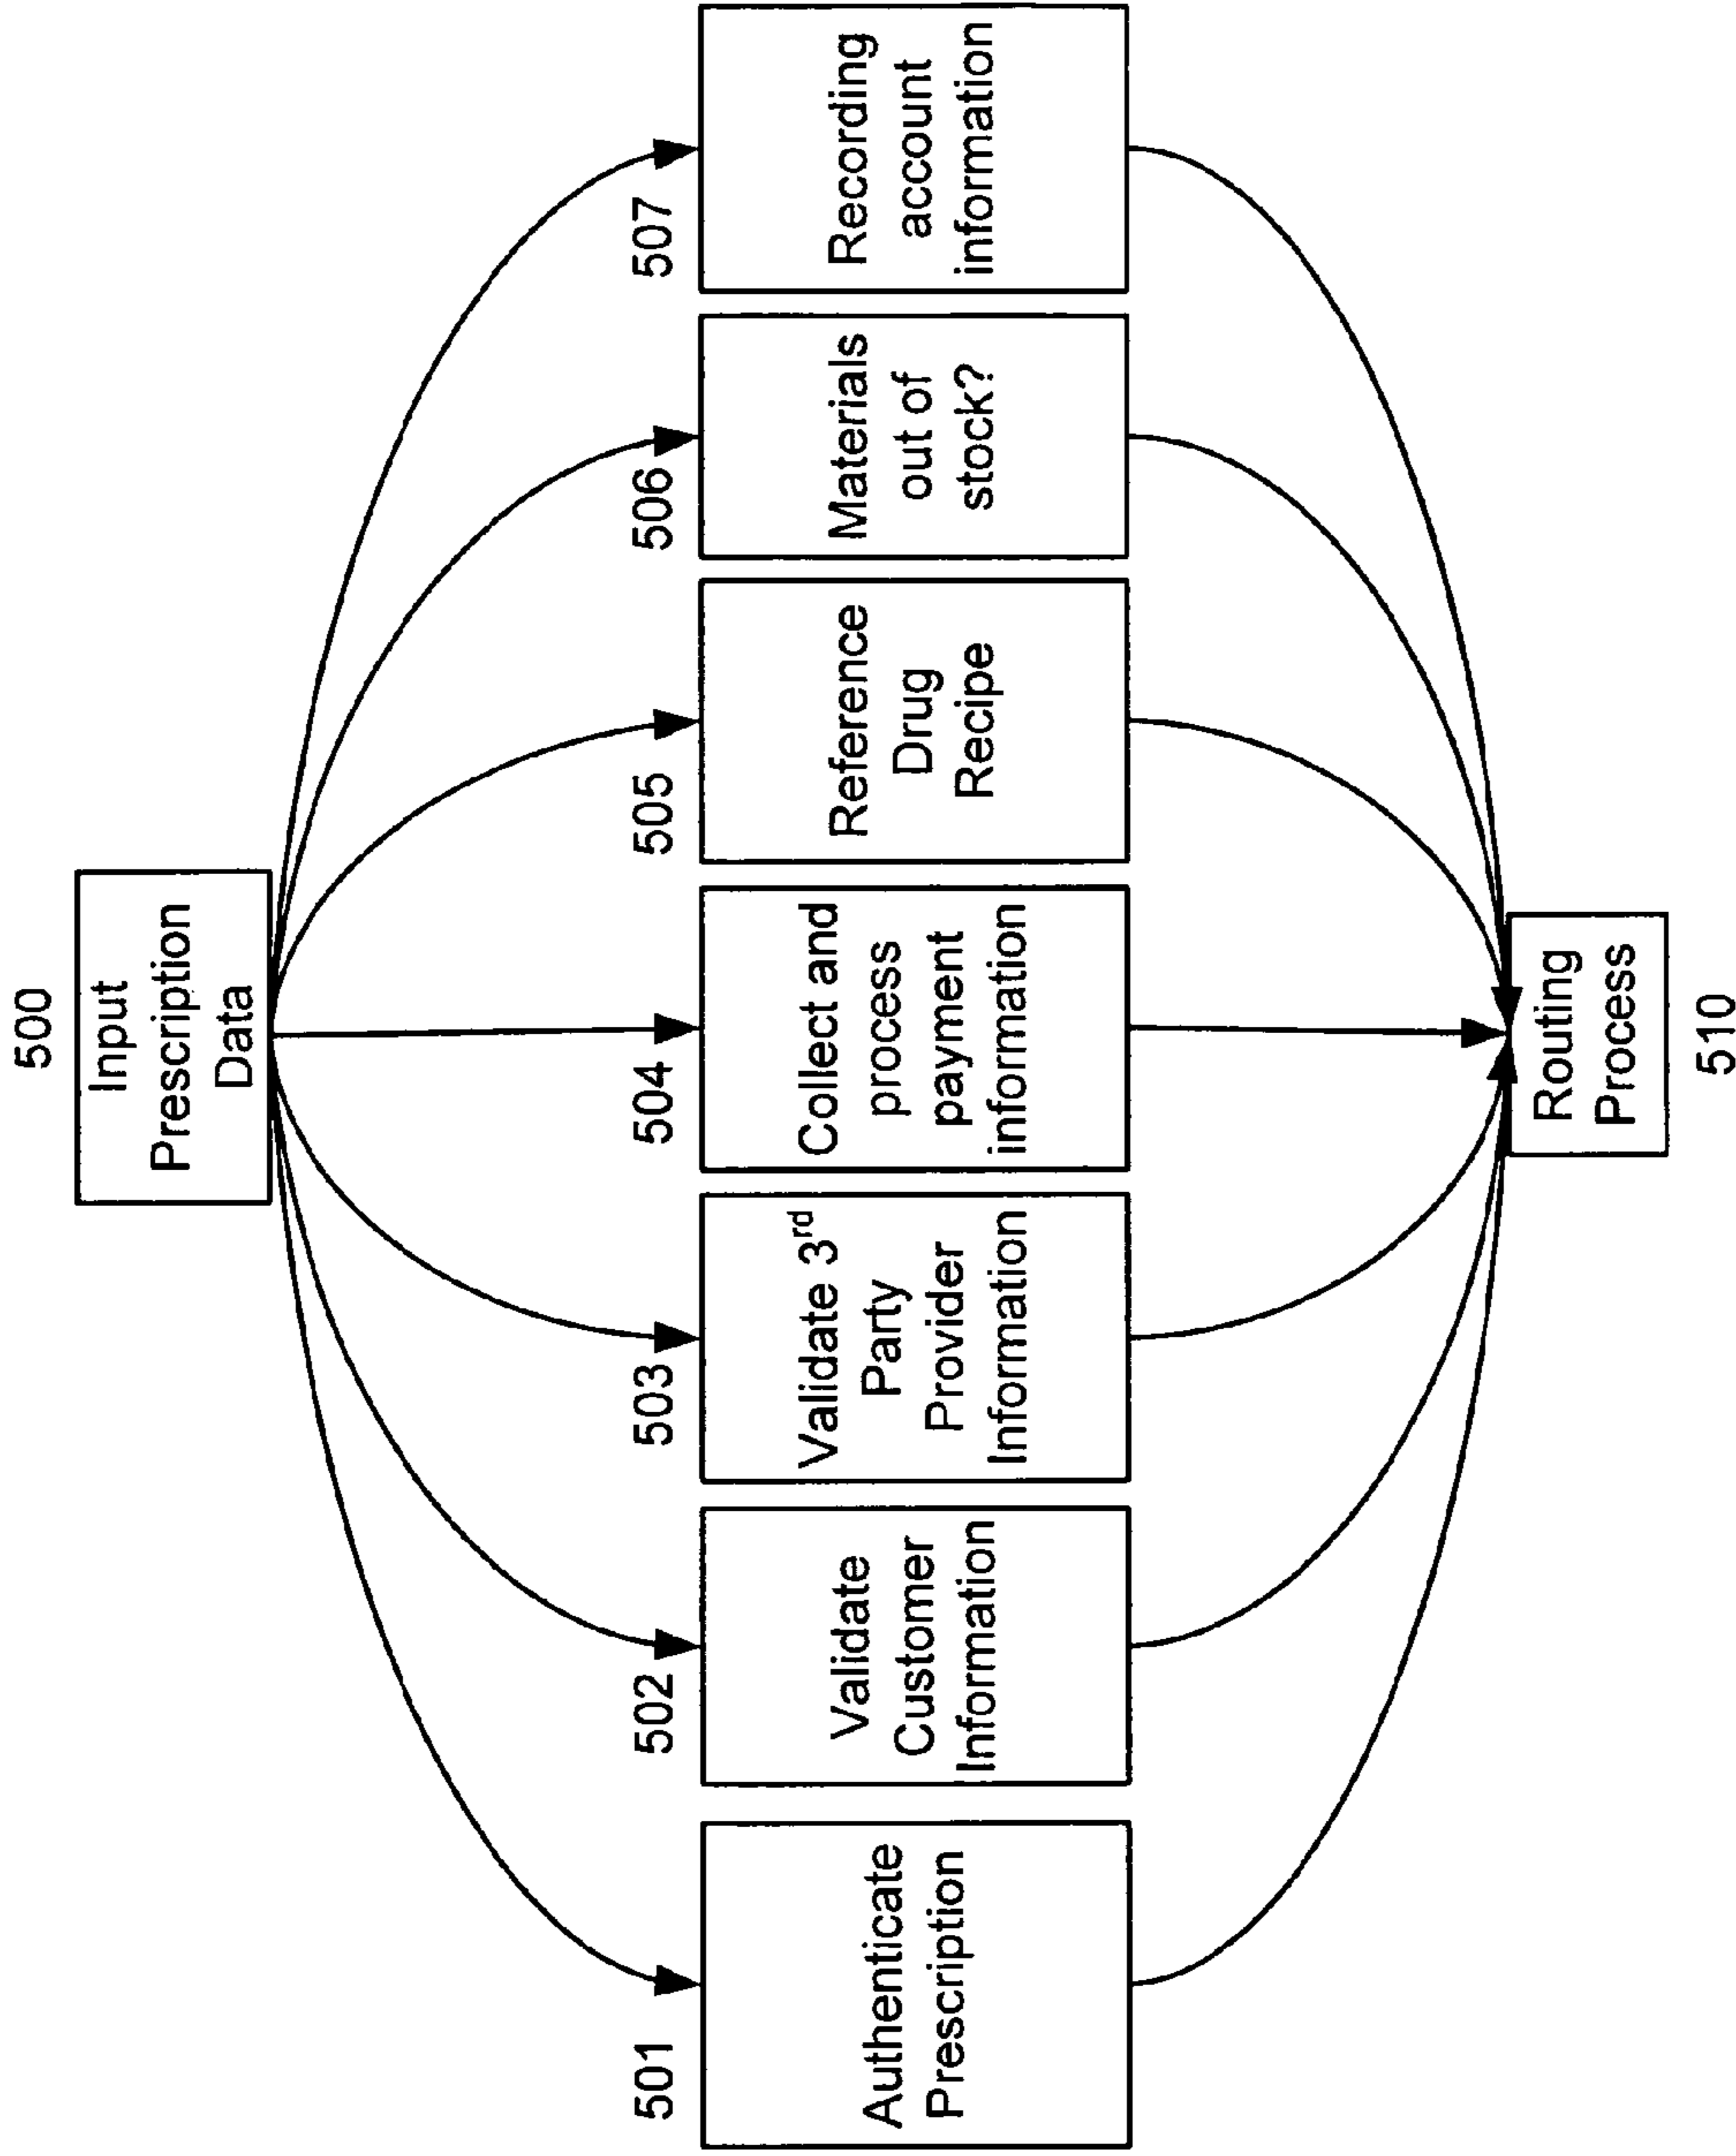 500
Input
Prescription
Data
501
Authenticate
Prescription
502
Validate
Customer
Information
503
Validate 3rd
Party
Provider
Information
504
Collect and
process
payment
information
505
Reference
Drug
Recipe
506
Materials
out of
stock?
507
Recording
account
information
Routing
Process
510